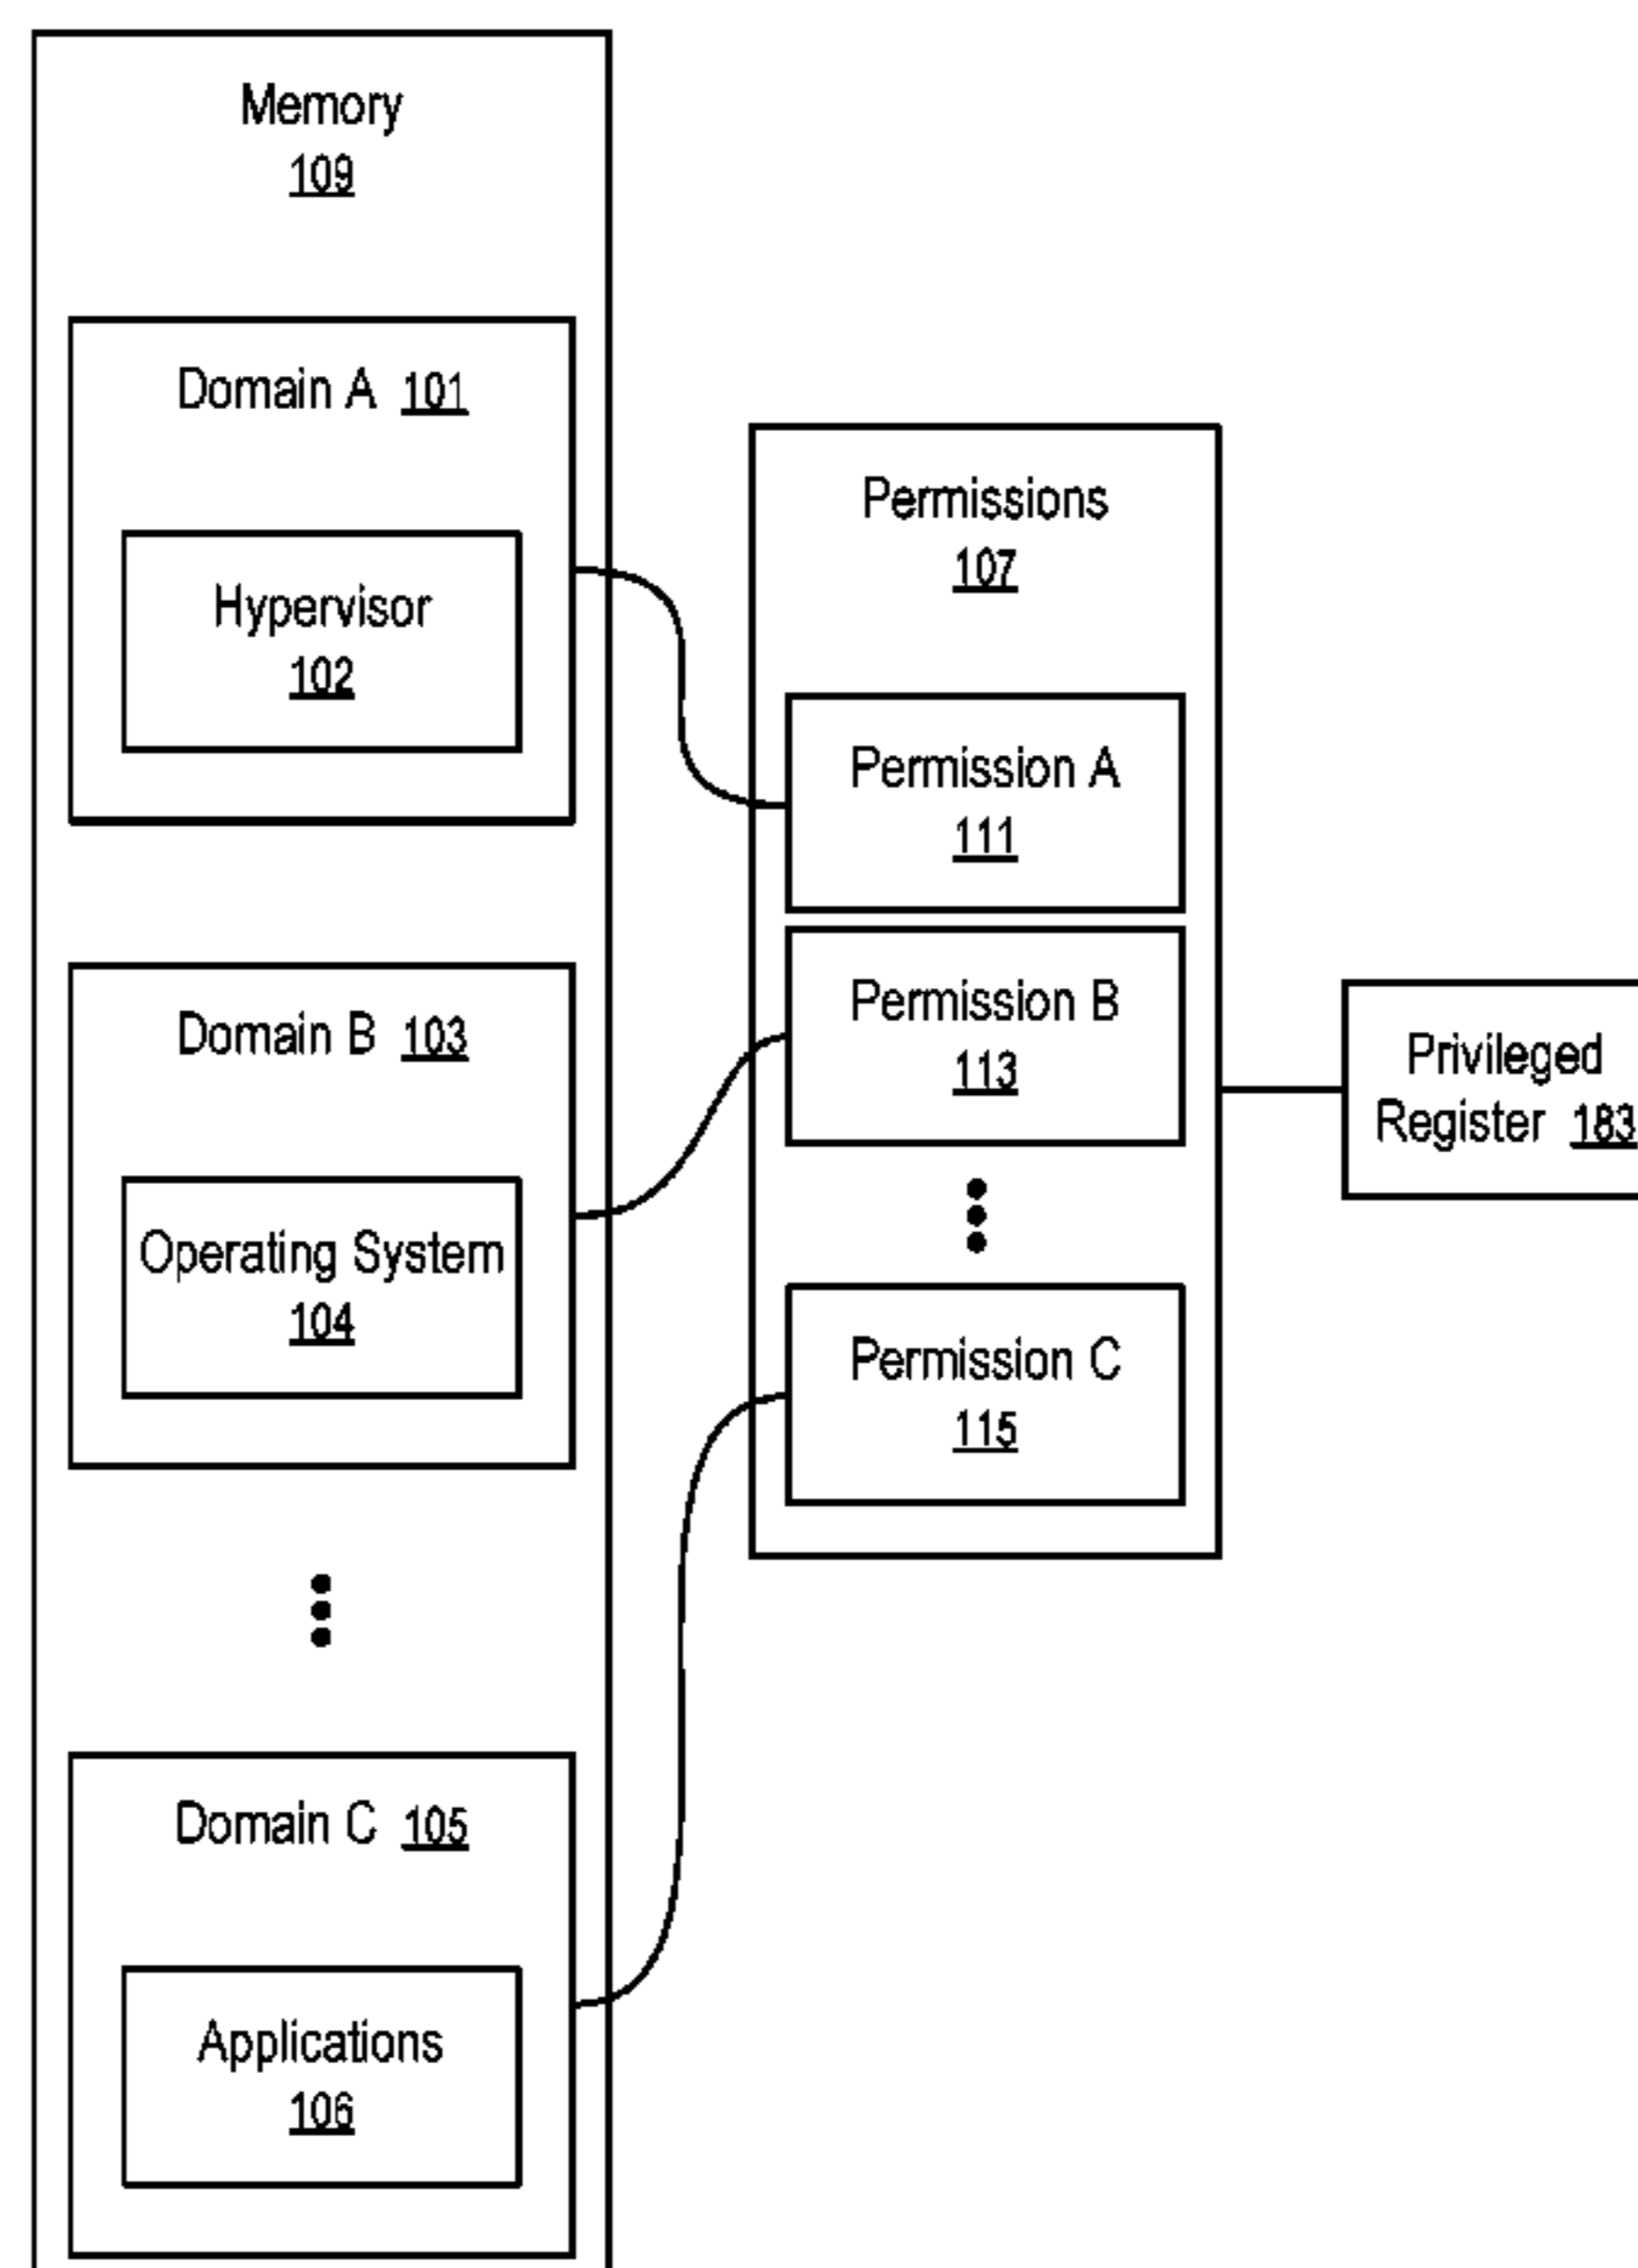 Memory
109
Domain A 101
Hypervisor
102
Domain B 103
Operating System
104
Domain C 105
Applications
106
Permissions
107
Permission A
111
Permission B
113
Permission C
115
Privileged
Register 183